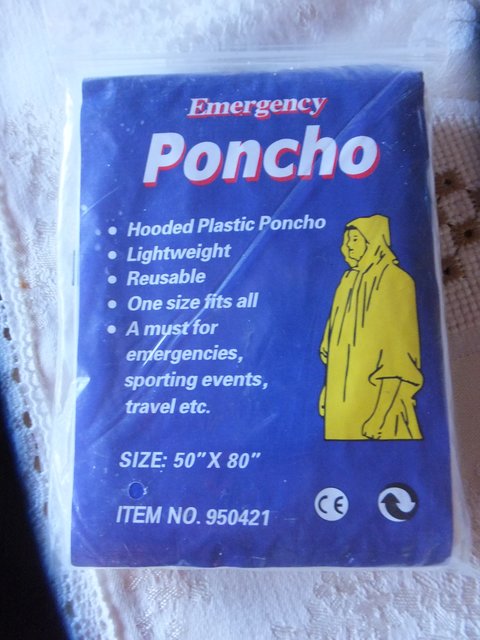 Emergency
Poncho
• Hooded Plastic Poncho
• Lightweight
• Reusable
• One size fits all
• A must for
emergencies,
sporting events,
travel etc.
SIZE: 50" X 80"
ITEM NO. 950421
CE